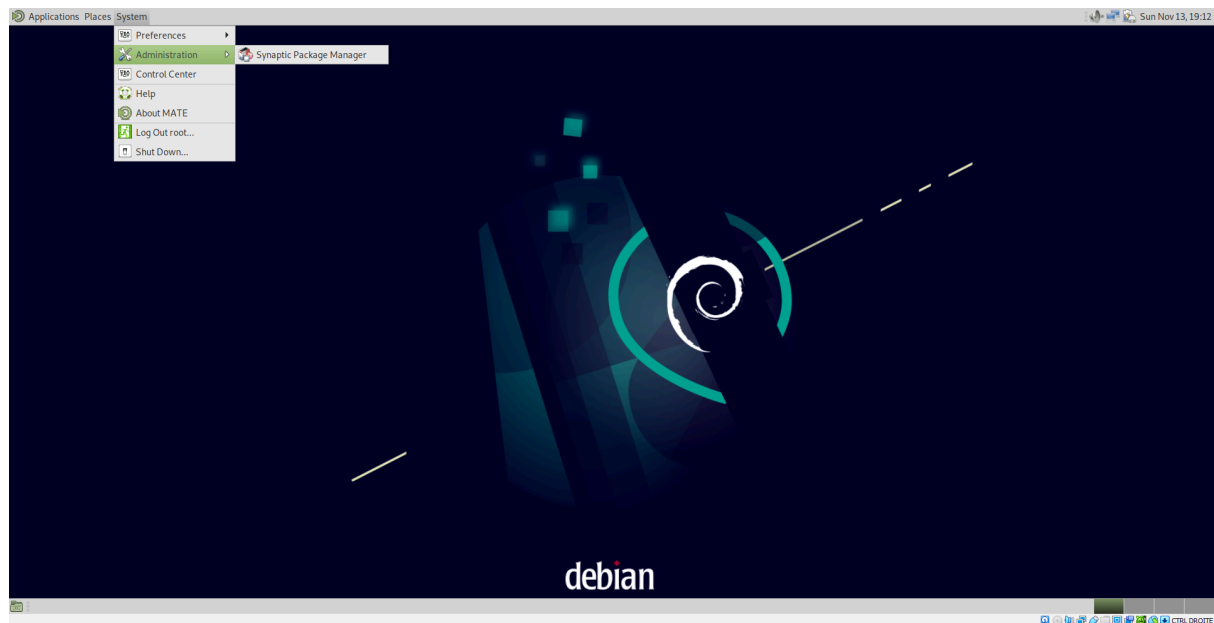 Applications Places System
Sun Nov 13, 19:12
Preferences
Administration
Synaptic Package Manager
Control Center
Help
About MATE
Log Out root...
Shut Down...
debian
CTRL DROITE